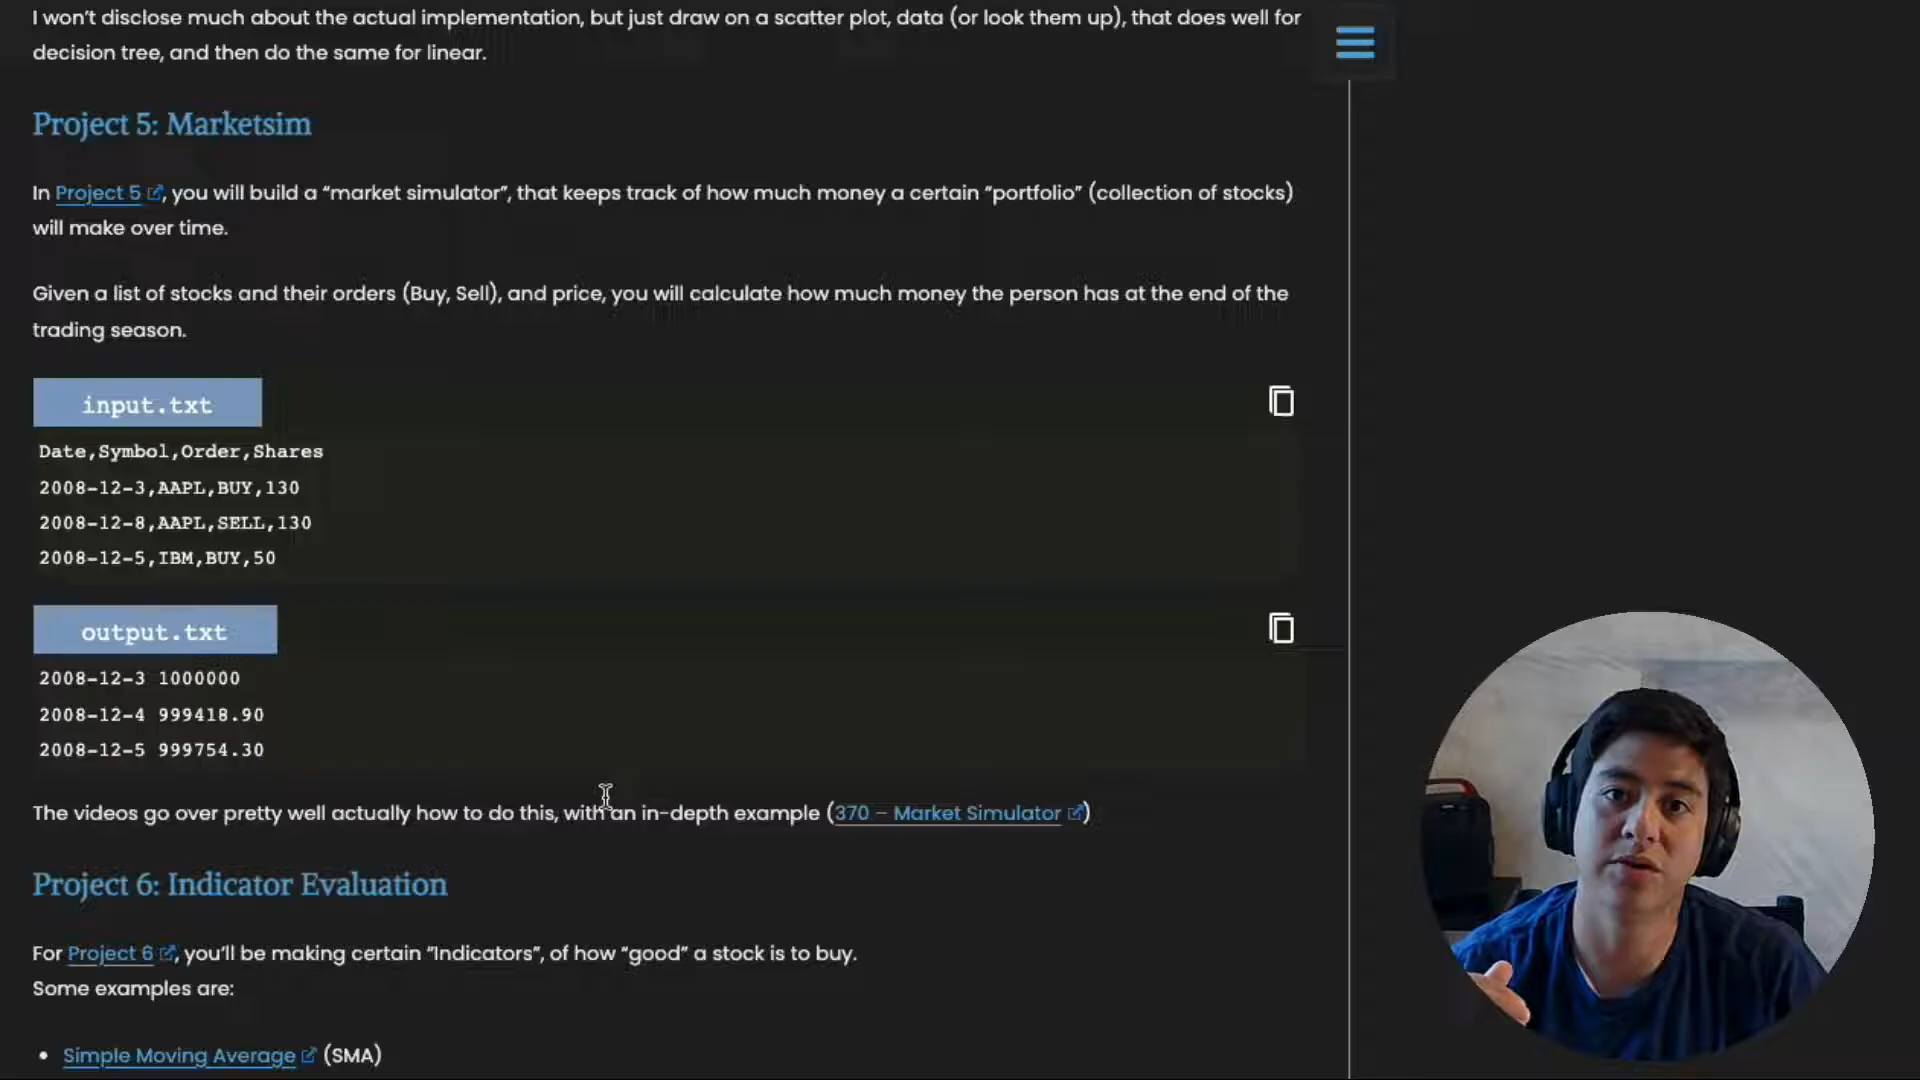 I won’t disclose much about the actual implementation, but just draw on a scatter plot, data (or look them up), that does well for
decision tree, and then do the same for linear.
Project 5: Marketsim
In Project 5, you will build a “market simulator”, that keeps track of how much money a certain “portfolio” (collection of stocks)
will make over time.
Given a list of stocks and their orders (Buy, Sell), and price, you will calculate how much money the person has at the end of the
trading season.
input.txt
Date,Symbol,Order,Shares
2008-12-3,AAPL,BUY,130
2008-12-8,AAPL,SELL,130
2008-12-5,IBM,BUY,50
output.txt
2008-12-3 1000000
2008-12-4 999418.90
2008-12-5 999754.30
The videos go over pretty well actually how to do this, with an in-depth example (370 – Market Simulator)
Project 6: Indicator Evaluation
For Project 6, you’ll be making certain “Indicators”, of how “good” a stock is to buy.
Some examples are:
• Simple Moving Average (SMA)